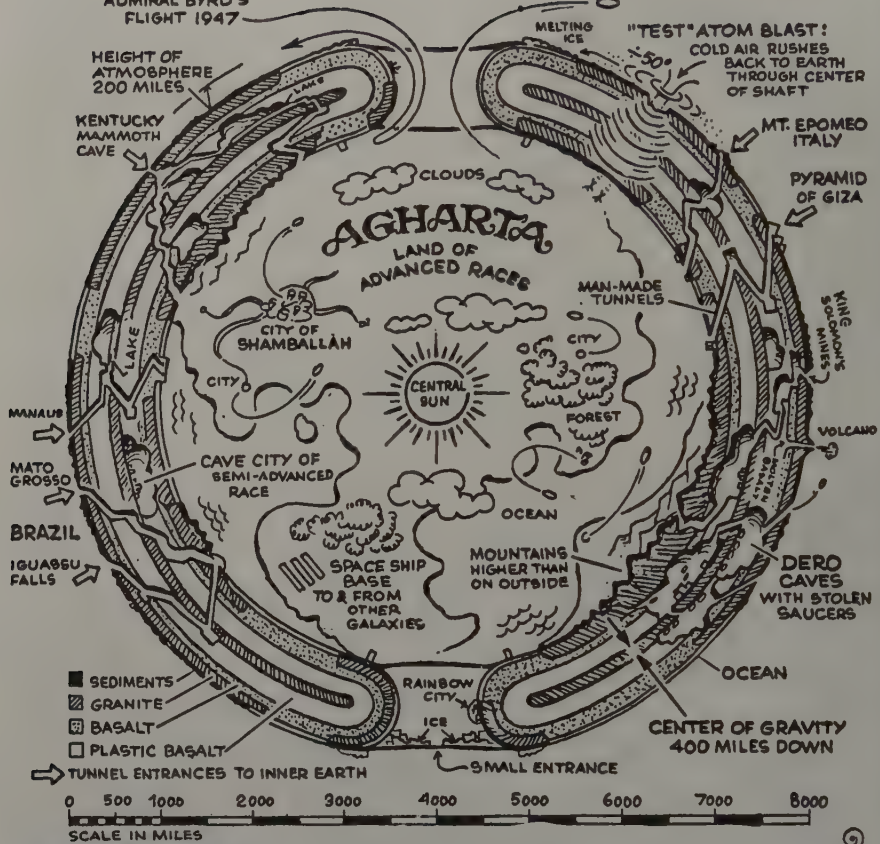 ADMIRAL BYRD'S
FLIGHT 1947
MELTING
ICE
-50°
"TEST" ATOM BLAST:
COLD AIR RUSHES
BACK TO EARTH
THROUGH CENTER
OF SHAFT
HEIGHT OF
ATMOSPHERE
200 MILES
LAKE
KENTUCKY
MAMMOTH
CAVE
MT. EPOMEO
ITALY
PYRAMID
OF GIZA
CLOUDS
AGHARTA
LAND OF
ADVANCED RACES
MAN-MADE
TUNNELS
KING
SOLOMON'S
MINES
CITY OF
SHAMBALLAH
LAKE
CITY
CITY
CENTRAL
SUN
FOREST
MANAUS
VOLCANO
MATO
GROSSO
CAVE CITY OF
SEMI-ADVANCED
RACE
MOLTEN
BASALT
OCEAN
BRAZIL
IGUASSU
FALLS
SPACE SHIP
BASE
TO & FROM
OTHER
GALAXIES
MOUNTAINS
HIGHER THAN
ON OUTSIDE
DERO
CAVES
WITH STOLEN
SAUCERS
OCEAN
SEDIMENTS
GRANITE
BASALT
PLASTIC BASALT
RAINBOW
CITY
ICE
CENTER OF GRAVITY
400 MILES DOWN
TUNNEL ENTRANCES TO INNER EARTH
SMALL ENTRANCE
0 500 1000 2000 3000 4000 5000 6000 7000 8000
SCALE IN MILES